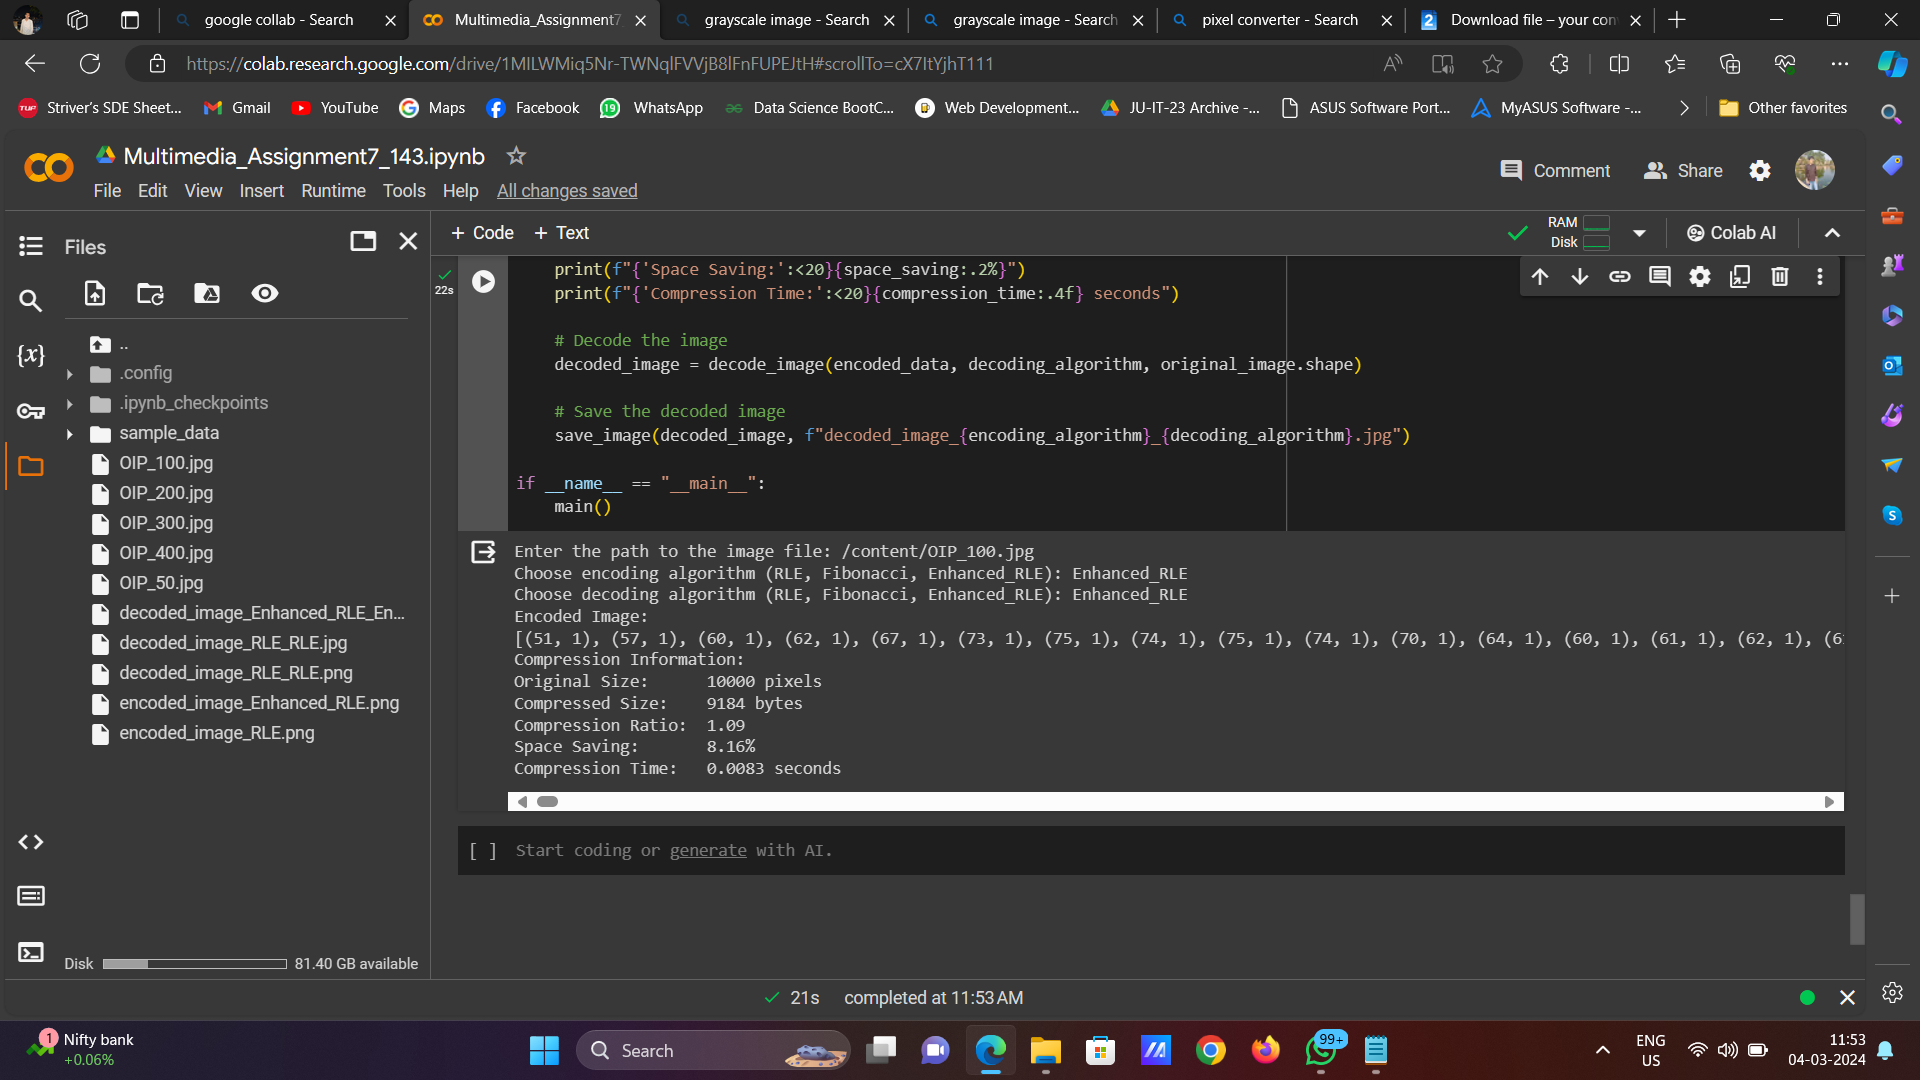 google collab - Search
Multimedia_Assignment7
grayscale image - Search
grayscale image - Search
pixel converter - Search
Download file – your con
https://colab.research.google.com/drive/1MILWMiq5Nr-TWNqlFVVjB8lFnFUPEJtH#scrollTo=cX7ItYjhT111
Striver's SDE Sheet...
Gmail
YouTube
Maps
Facebook
WhatsApp
Data Science BootC...
Web Development...
JU-IT-23 Archive -...
ASUS Software Port...
MyASUS Software -...
Other favorites
Multimedia_Assignment7_143.ipynb
Comment
Share
File Edit View Insert Runtime Tools Help All changes saved
Files
+ Code + Text
RAM
Disk
Colab AI
22s
print(f"{'Space Saving:':<20}{space_saving:.2%}")
print(f"{'Compression Time:':<20}{compression_time:.4f} seconds")
# Decode the image
decoded_image = decode_image(encoded_data, decoding_algorithm, original_image.shape)
# Save the decoded image
save_image(decoded_image, f"decoded_image_{encoding_algorithm}_{decoding_algorithm}.jpg")
if __name__ == "__main__":
main()
..
.config
.ipynb_checkpoints
sample_data
OIP_100.jpg
OIP_200.jpg
OIP_300.jpg
OIP_400.jpg
OIP_50.jpg
decoded_image_Enhanced_RLE_En...
decoded_image_RLE_RLE.jpg
decoded_image_RLE_RLE.png
encoded_image_Enhanced_RLE.png
encoded_image_RLE.png
Enter the path to the image file: /content/OIP_100.jpg
Choose encoding algorithm (RLE, Fibonacci, Enhanced_RLE): Enhanced_RLE
Choose decoding algorithm (RLE, Fibonacci, Enhanced_RLE): Enhanced_RLE
Encoded Image:
[(51, 1), (57, 1), (60, 1), (62, 1), (67, 1), (73, 1), (75, 1), (74, 1), (75, 1), (74, 1), (70, 1), (64, 1), (60, 1), (61, 1), (62, 1), (6
Compression Information:
Original Size: 10000 pixels
Compressed Size: 9184 bytes
Compression Ratio: 1.09
Space Saving: 8.16%
Compression Time: 0.0083 seconds
[ ] Start coding or generate with AI.
Disk 81.40 GB available
21s completed at 11:53 AM
1
Nifty bank
+0.06%
Search
99+
ENG
US
11:53
04-03-2024